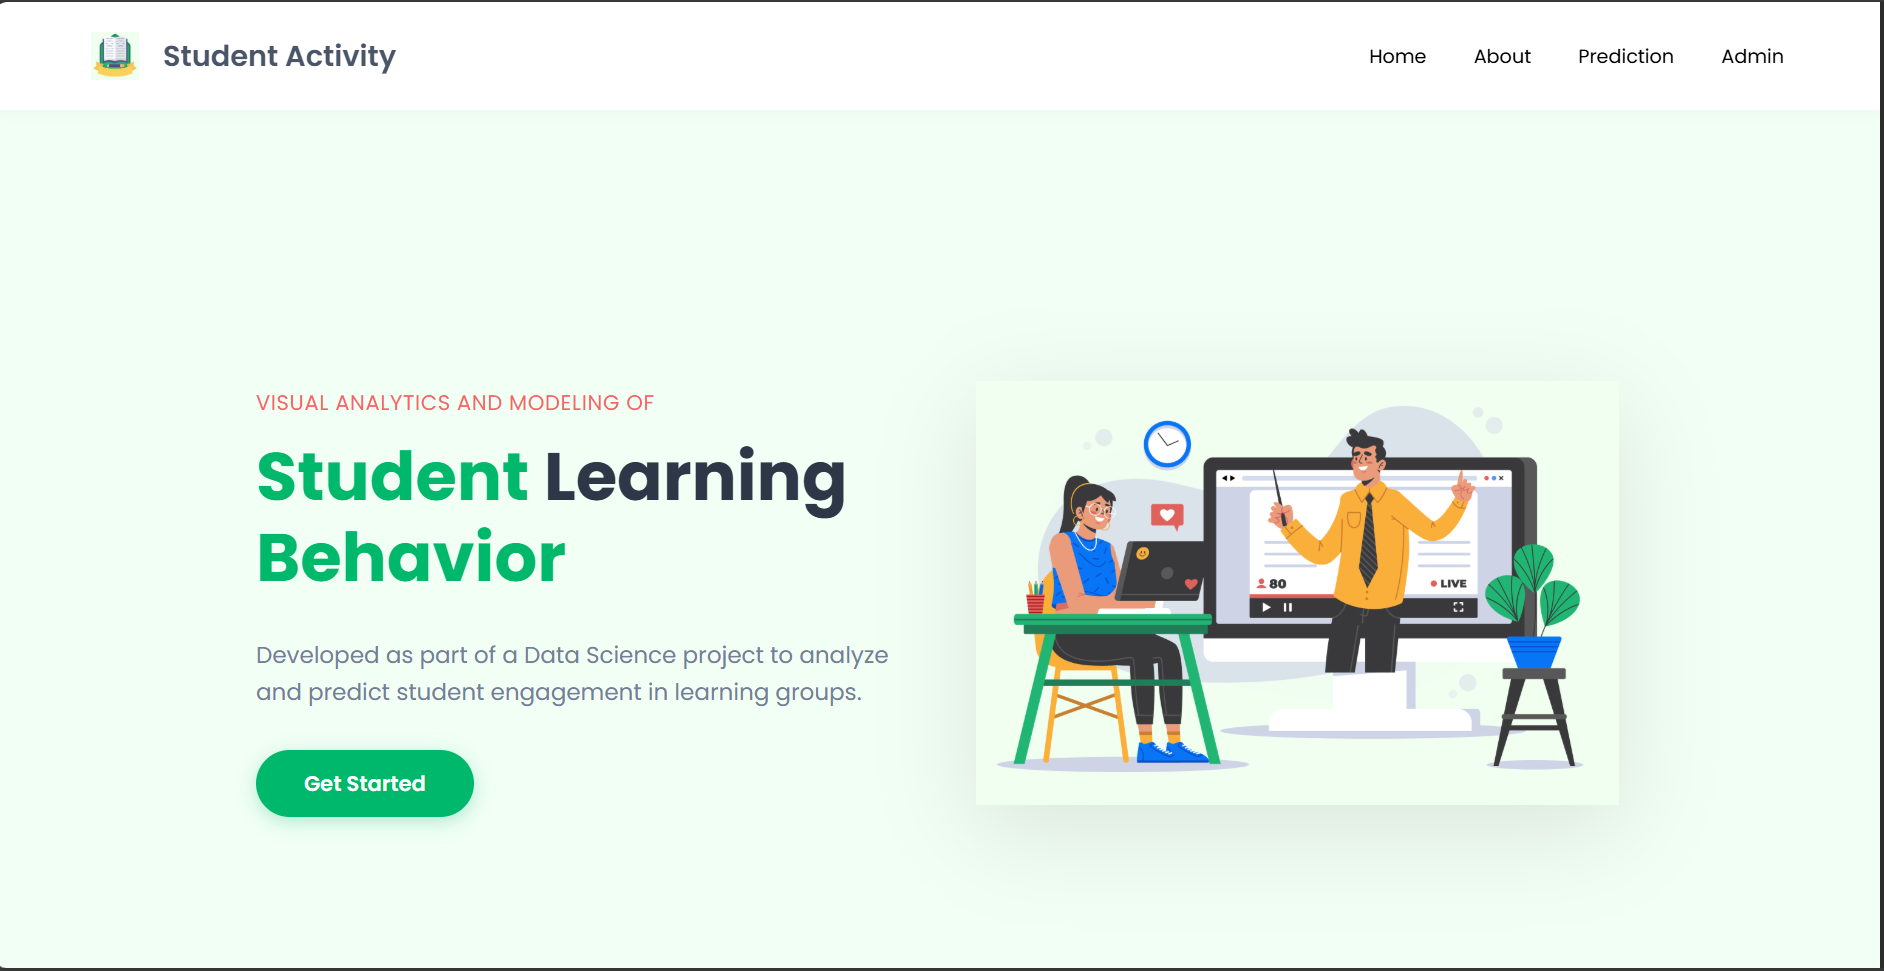 Student Activity
Home About Prediction Admin
VISUAL ANALYTICS AND MODELING OF
Student Learning
Behavior
Developed as part of a Data Science project to analyze
and predict student engagement in learning groups.
Get Started
80
LIVE